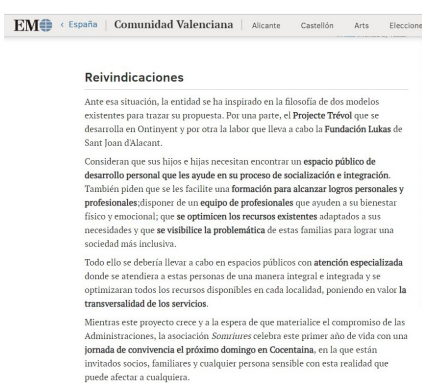 EM < España Comunidad Valenciana Alicante Castellón Arts Eleccione
Reivindicaciones
Ante esa situación, la entidad se ha inspirado en la filosofía de dos modelos
existentes para trazar su propuesta. Por una parte, el Projecte Trévol que se
desarrolla en Ontinyent y por otra la labor que lleva a cabo la Fundación Lukas de
Sant Joan d'Alacant.
Consideran que sus hijos e hijas necesitan encontrar un espacio público de
desarrollo personal que les ayude en su proceso de socialización e integración.
También piden que se les facilite una formación para alcanzar logros personales y
profesionales;disponer de un equipo de profesionales que ayuden a su bienestar
físico y emocional; que se optimicen los recursos existentes adaptados a sus
necesidades y que se visibilice la problemática de estas familias para lograr una
sociedad más inclusiva.
Todo ello se debería llevar a cabo en espacios públicos con atención especializada
donde se atendiera a estas personas de una manera integral e integrada y se
optimizaran todos los recursos disponibles en cada localidad, poniendo en valor la
transversalidad de los servicios.
Mientras este proyecto crece y a la espera de que materialice el compromiso de las
Administraciones, la asociación Somriures celebra este primer año de vida con una
jornada de convivencia el próximo domingo en Cocentaina, en la que están
invitados socios, familiares y cualquier persona sensible con esta realidad que
puede afectar a cualquiera.